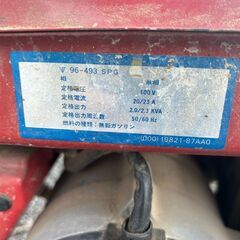 96-493 SPG
相 単相
定格電圧 100 V
定格電流 20/23 A
定格出力 2.0/2.3 KVA
定格出力周波数 50/60 Hz
燃料の種類：無鉛ガソリン
(000) 19821-87AA0